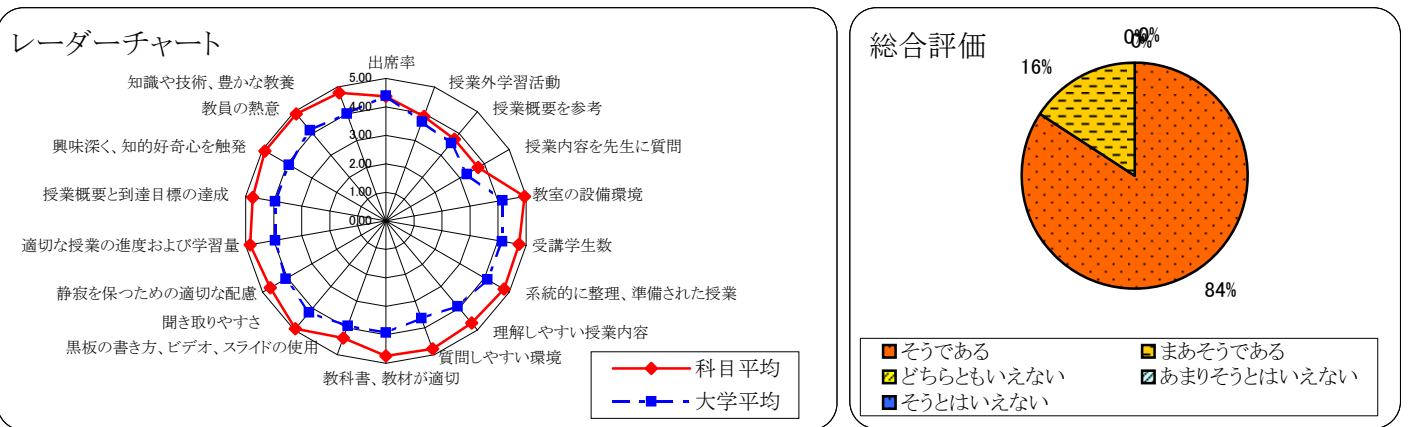 レーダーチャート
出席率
授業外学習活動
授業概要を参考
授業内容を先生に質問
教室の設備環境
受講学生数
系統的に整理、準備された授業
理解しやすい授業内容
質問しやすい環境
教科書、教材が適切
黒板の書き方、ビデオ、スライドの使用
聞き取りやすさ
静寂を保つための適切な配慮
適切な授業の進度および学習量
授業概要と到達目標の達成
興味深く、知的好奇心を触発
教員の熱意
知識や技術、豊かな教養
5.00
4.00
3.00
2.00
1.00
0.00
科目平均
大学平均
総合評価
0%
0%
0%
16%
84%
そうである
まあそうである
どちらともいえない
あまりそうとはいえない
そうとはいえない